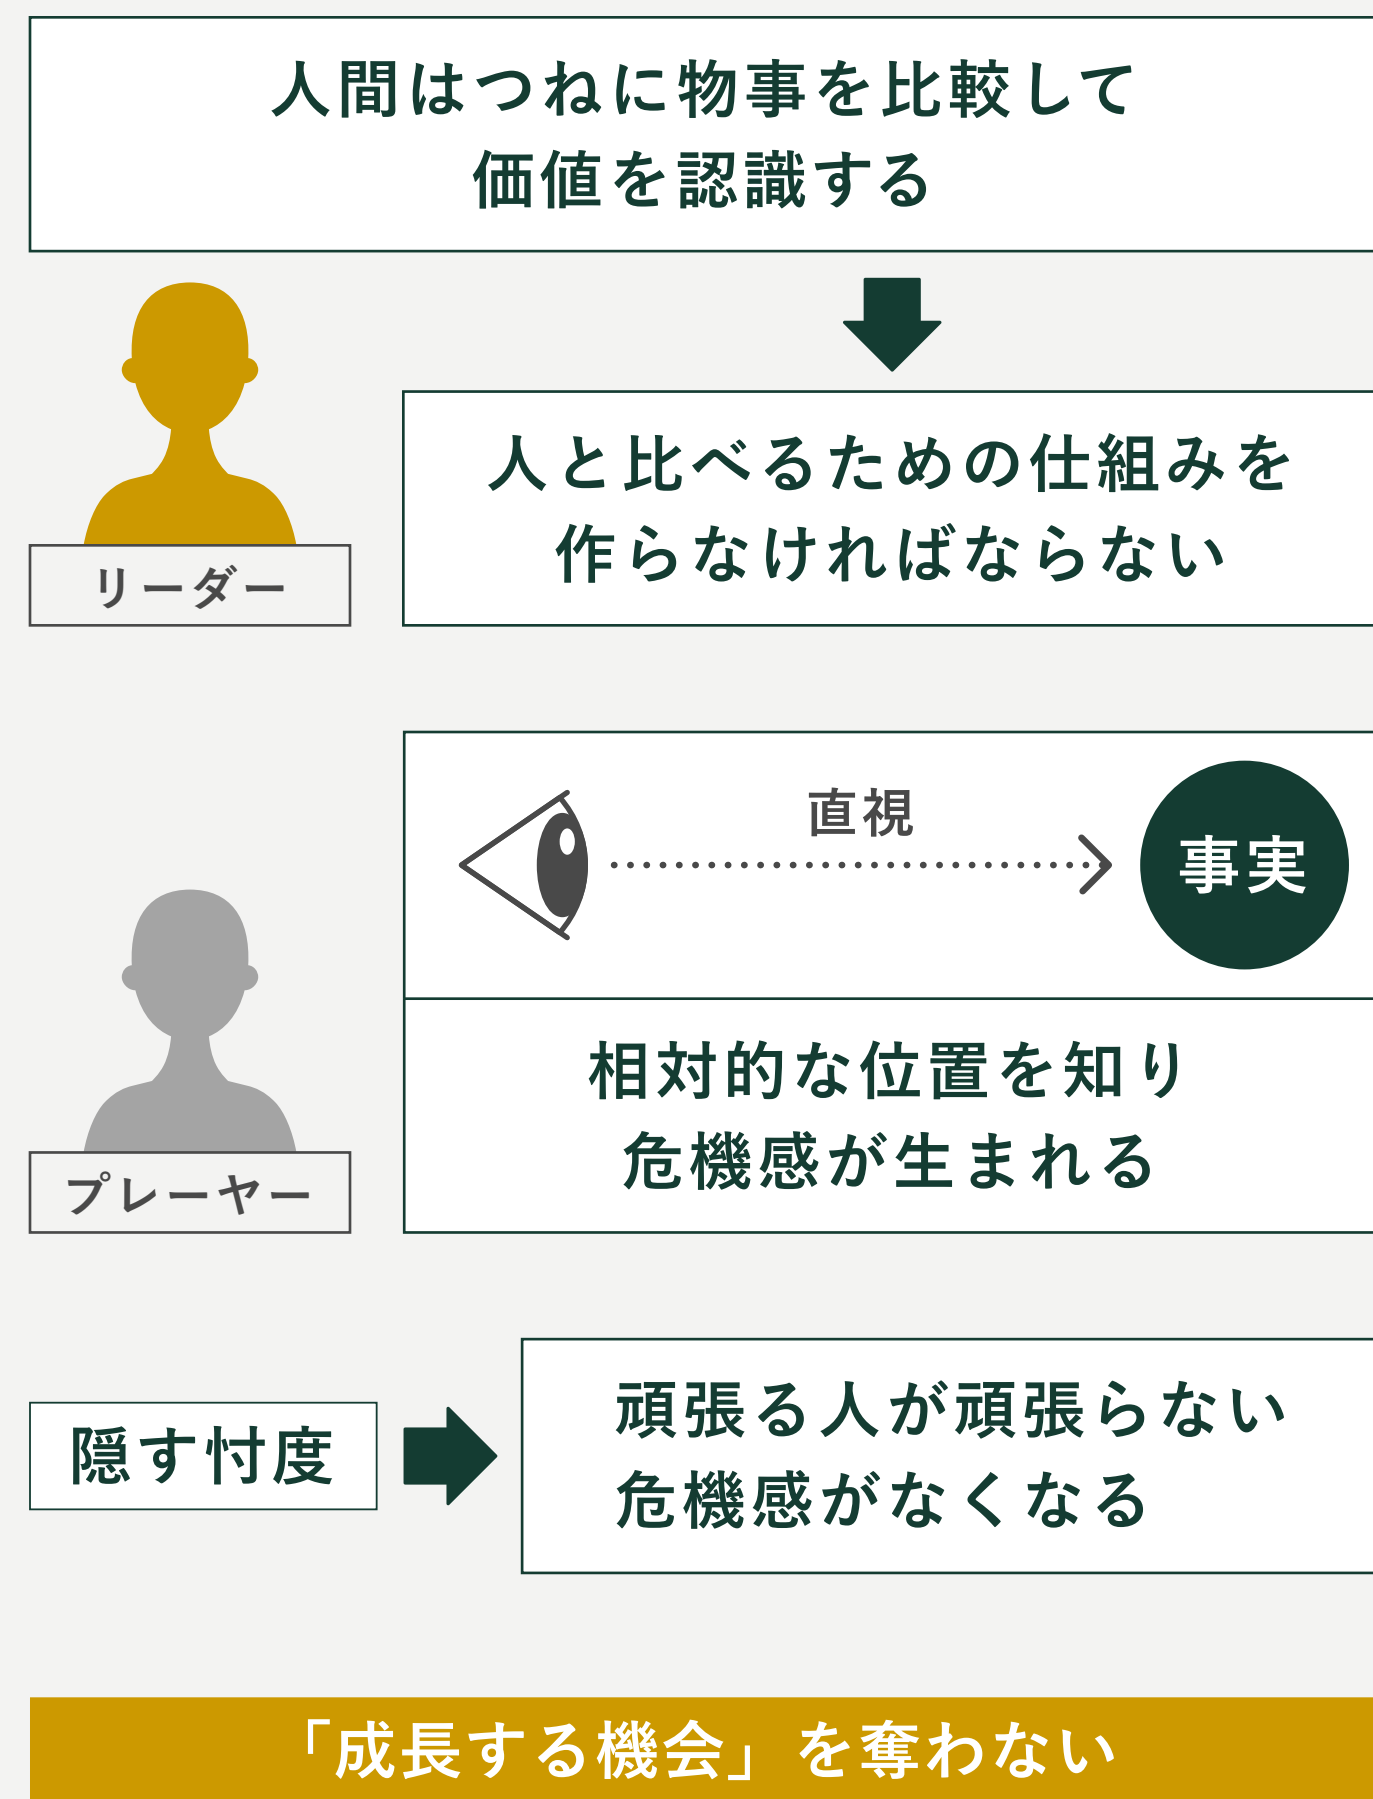 人間はつねに物事を比較して
価値を認識する
リーダー
人と比べるための仕組みを
作らなければならない
直視
事実
プレーヤー
相対的な位置を知り
危機感が生まれる
隠す忖度
頑張る人が頑張らない
危機感がなくなる
「成長する機会」を奪わない